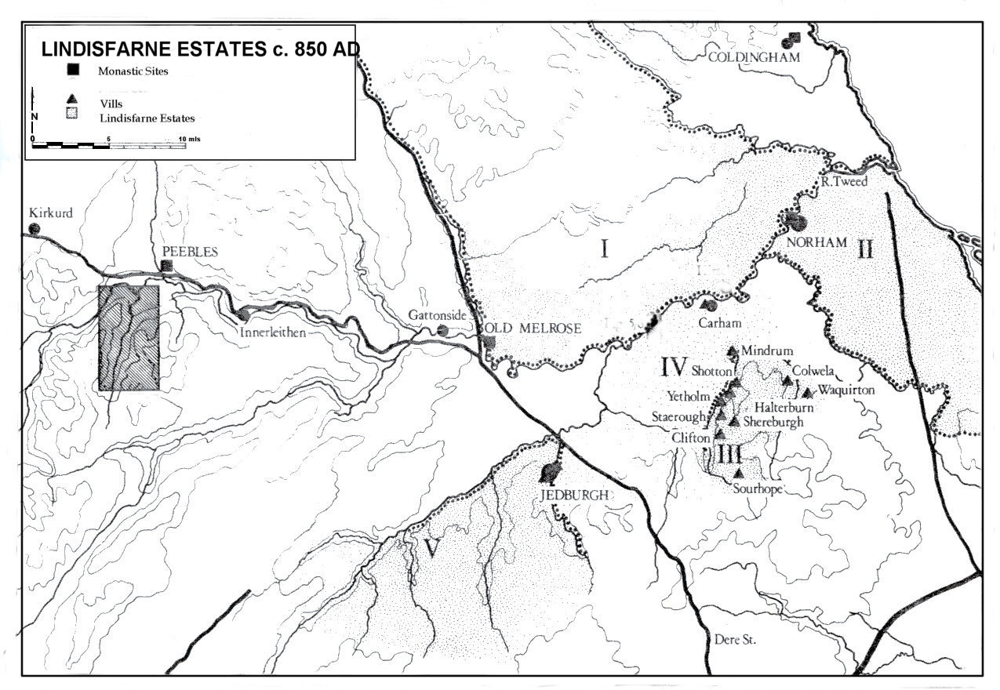 LINDISFARNE ESTATES c. 850 AD
Monastic Sites
Vills
Lindisfarne Estates
N
0 5 10 mls
COLDINGHAM
R.Tweed
Kirkurd
I
NORHAM
II
PEEBLES
Gattonside
OLD MELROSE
Carham
Innerleithen
Mindrum
IV
Shotton
Colwela
Yetholm
Waquirton
Halterburn
Staerough
Shereburgh
Clifton
III
Sourhope
JEDBURGH
V
Dere St.